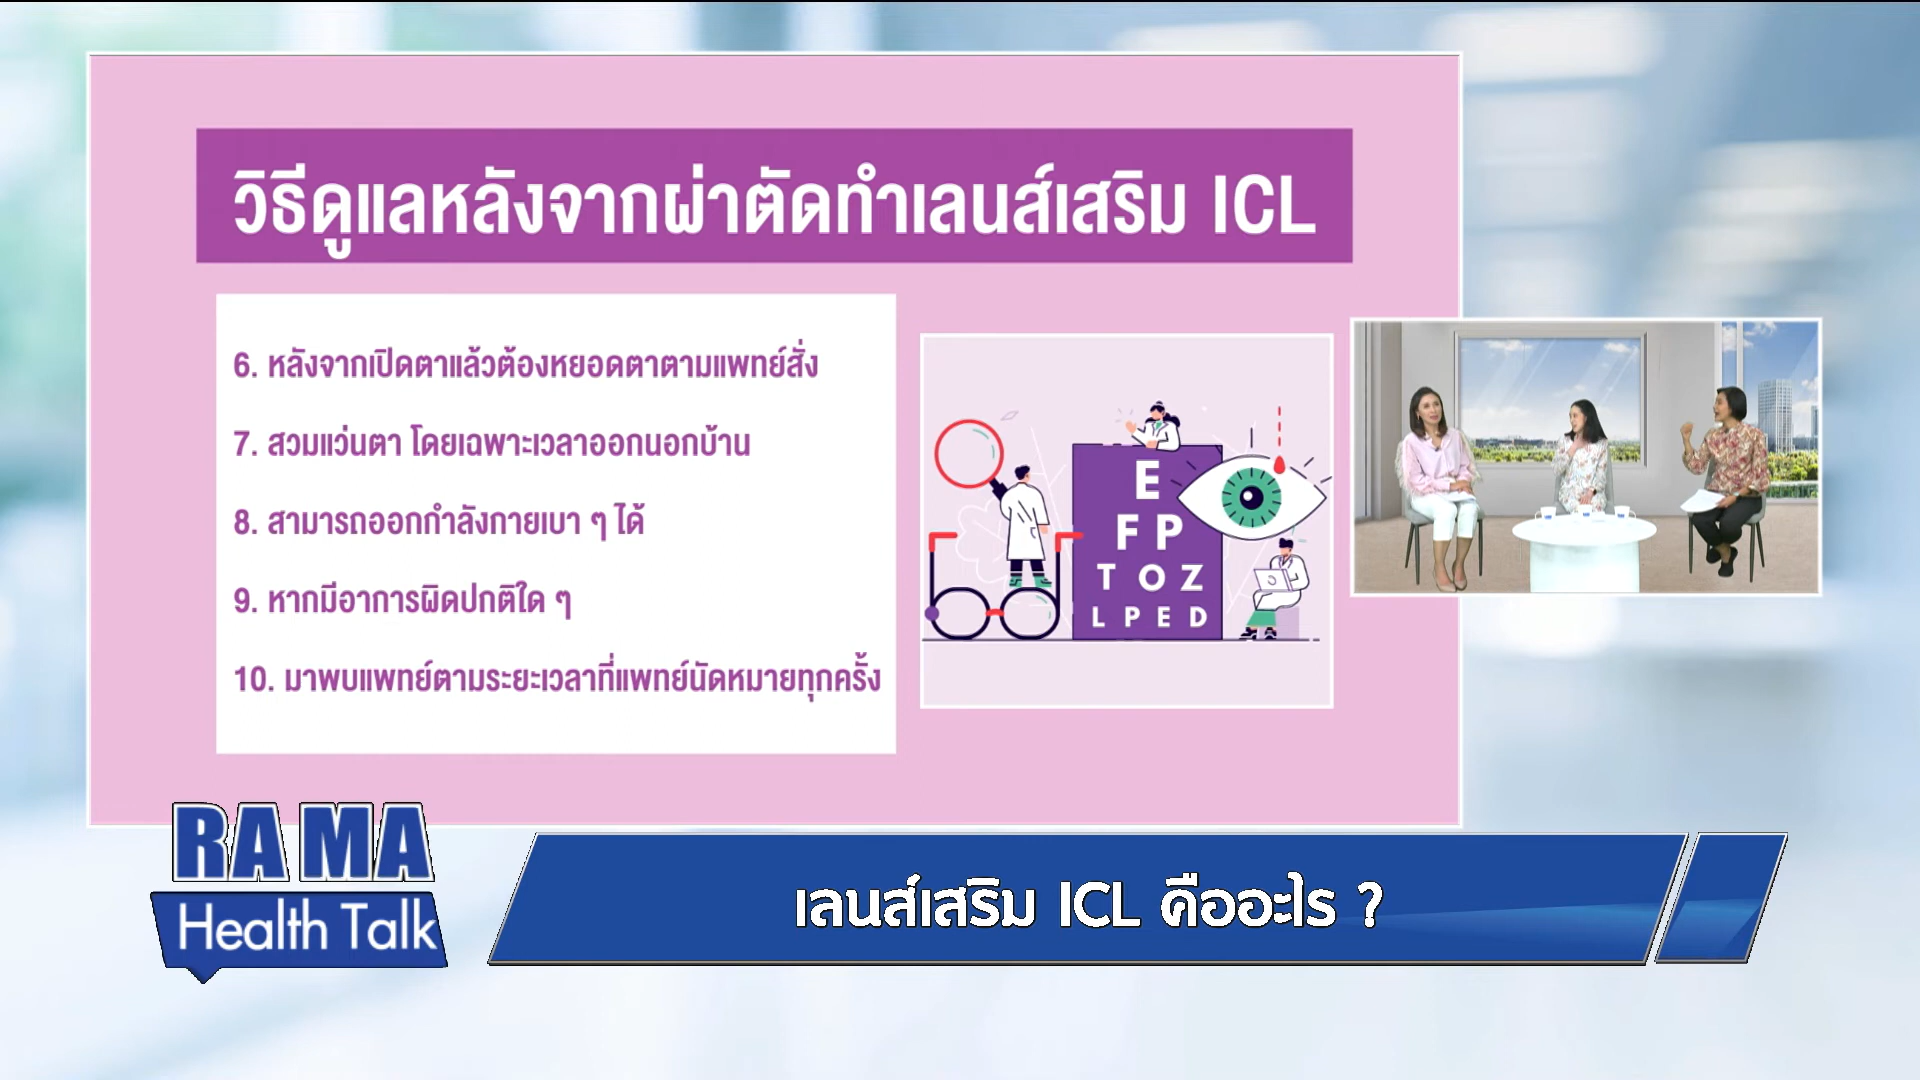 วิธีดูแลหลังจากผ่าตัดทำเลนส์เสริม ICL
6. หลังจากเปิดตาแล้วต้องหยอดตาตามแพทย์สั่ง
7. สวมแว่นตา โดยเฉพาะเวลาออกนอกบ้าน
8. สามารถออกกำลังกายเบา ๆ ได้
9. หากมีอาการผิดปกติใด ๆ
10. มาพบแพทย์ตามระยะเวลาที่แพทย์นัดหมายทุกครั้ง
E
F P
T O Z
L P E D
RAMA
Health Talk
เลนส์เสริม ICL คืออะไร ?